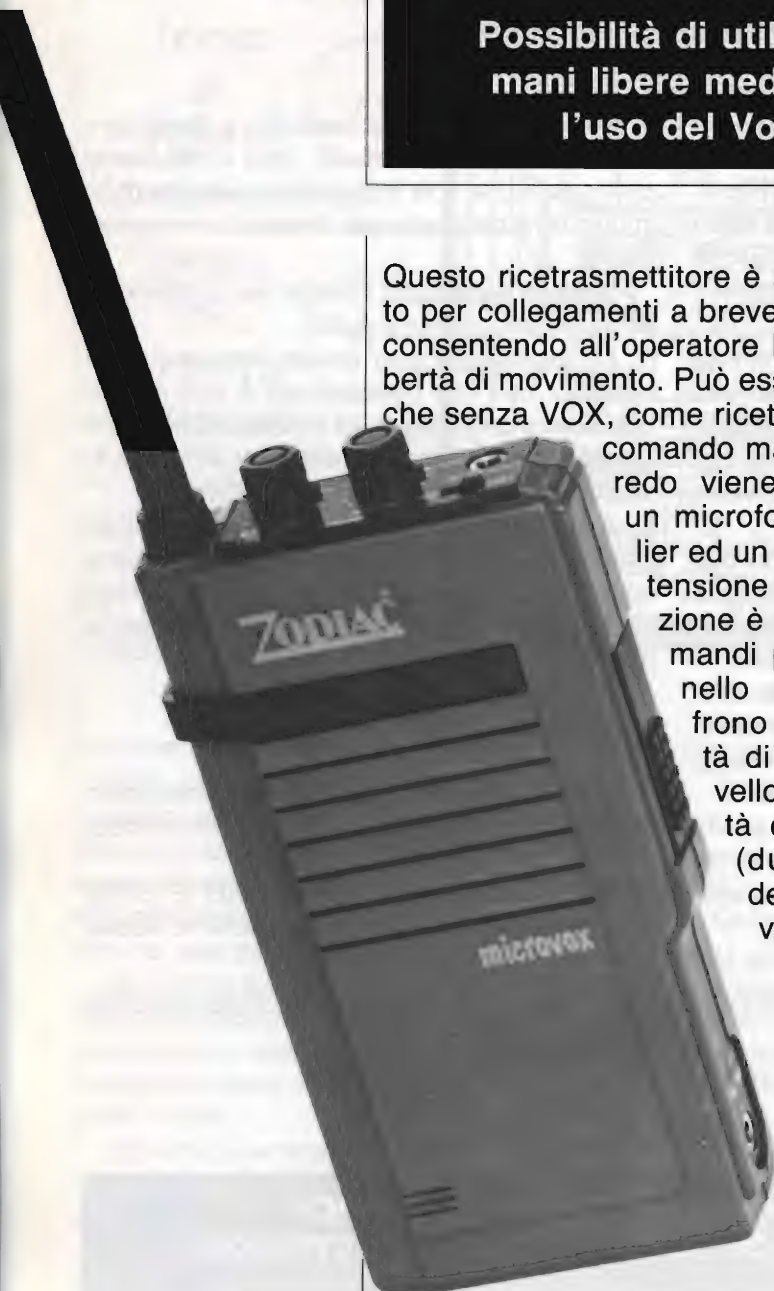 Possibilità di util
mani libere med
l'uso del Vo
Questo ricetrasmettitore è
to per collegamenti a breve
consentendo all'operatore
bertà di movimento. Può ess
che senza VOX, come ricet
comando ma
redo viene
un microfo
lier ed un
tensione
zione è
mandi
nello
frono
tà di
vello
tà d
(du
de
v
ZODIAC
microvox